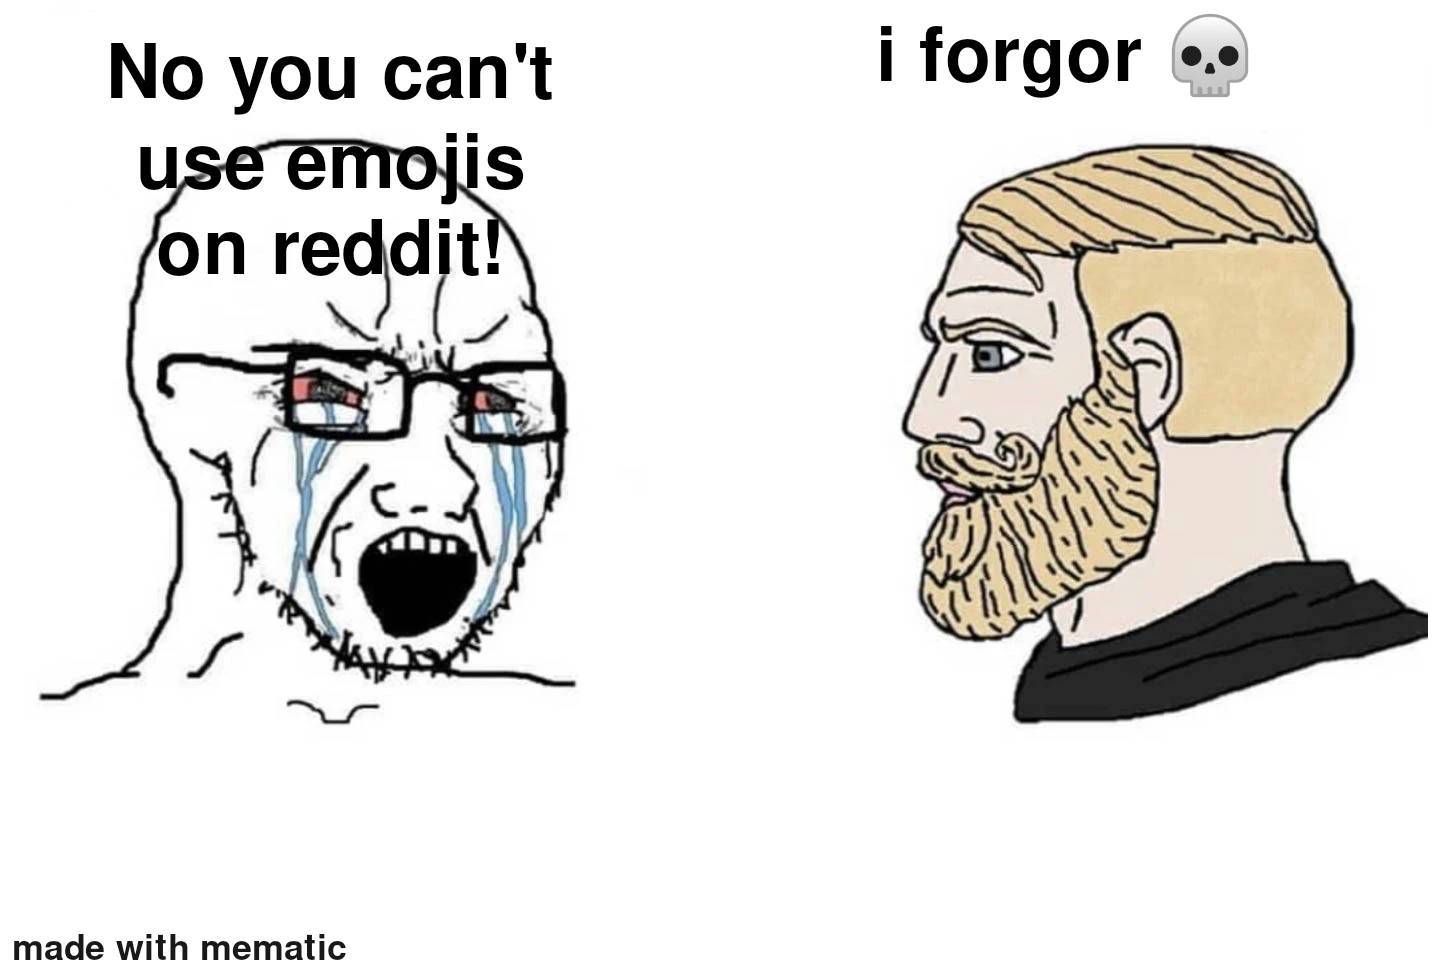 No you can't
use emojis
on reddit!
i forgor 💀
made with mematic